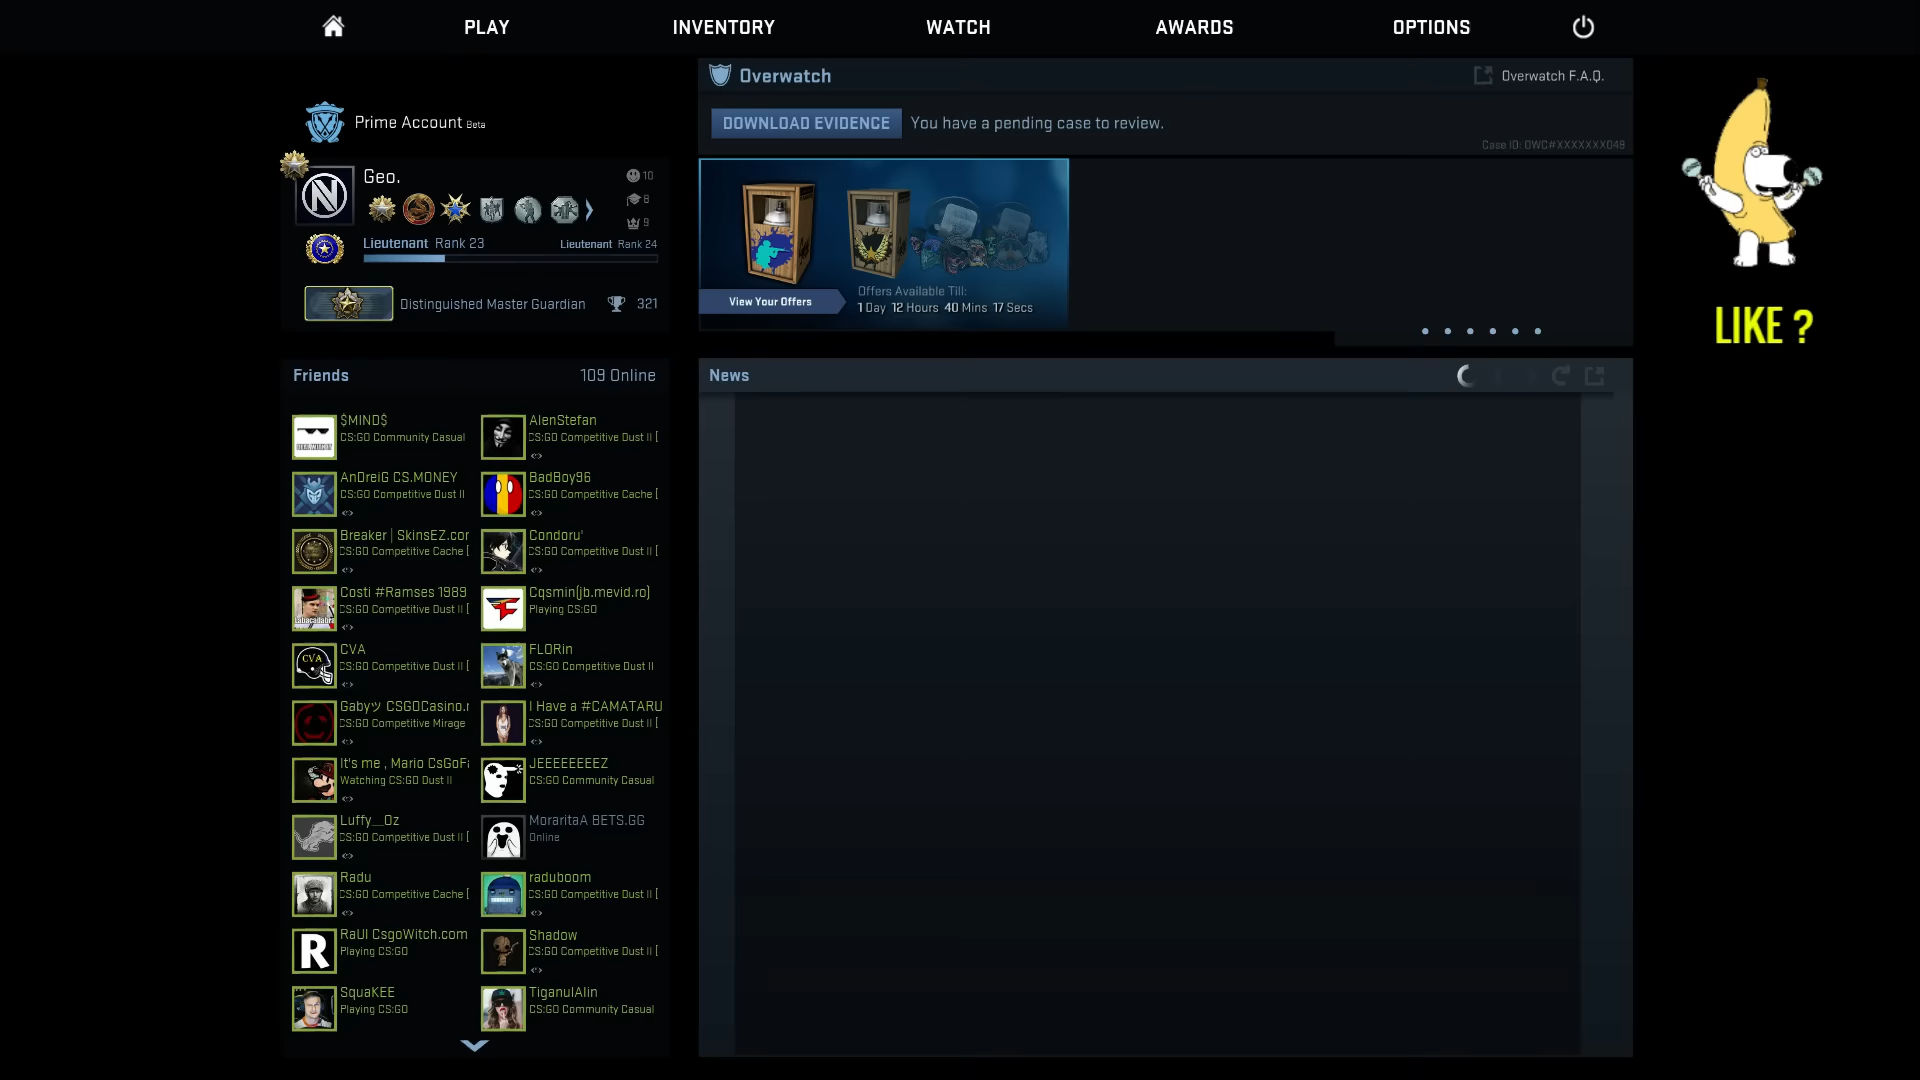 PLAY
INVENTORY
WATCH
AWARDS
OPTIONS
Prime Account Beta
Geo.
10
8
9
Lieutenant Rank 23
Lieutenant Rank 24
Distinguished Master Guardian
321
Overwatch
Overwatch F.A.Q.
DOWNLOAD EVIDENCE
You have a pending case to review.
Case ID: OWC#XXXXXXX049
View Your Offers
Offers Available Till:
1 Day 12 Hours 40 Mins 17 Secs
LIKE ?
Friends
109 Online
$MIND$
CS:GO Community Casual
AlenStefan
CS:GO Competitive Dust II [
AnDreiG CS.MONEY
CS:GO Competitive Dust II
BadBoy96
CS:GO Competitive Cache [
Breaker | SkinsEZ.cor
CS:GO Competitive Cache [
Condoru'
CS:GO Competitive Dust II [
Costi #Ramses 1989
CS:GO Competitive Dust II [
Cqsmin(jb.mevid.ro)
Playing CS:GO
CVA
CS:GO Competitive Dust II [
FLORin
CS:GO Competitive Dust II
Gabyツ CSGOCasino.r
CS:GO Competitive Mirage
I Have a #CAMATARU
CS:GO Competitive Dust II [
It's me , Mario CsGoFa
Watching CS:GO Dust II
JEEEEEEEEZ
CS:GO Community Casual
Luffy__Oz
CS:GO Competitive Dust II [
MoraritaA BETS.GG
Online
Radu
CS:GO Competitive Cache [
raduboom
CS:GO Competitive Dust II [
RaUl CsgoWitch.com
Playing CS:GO
Shadow
CS:GO Competitive Dust II [
SquaKEE
Playing CS:GO
TiganulAlin
CS:GO Community Casual
News